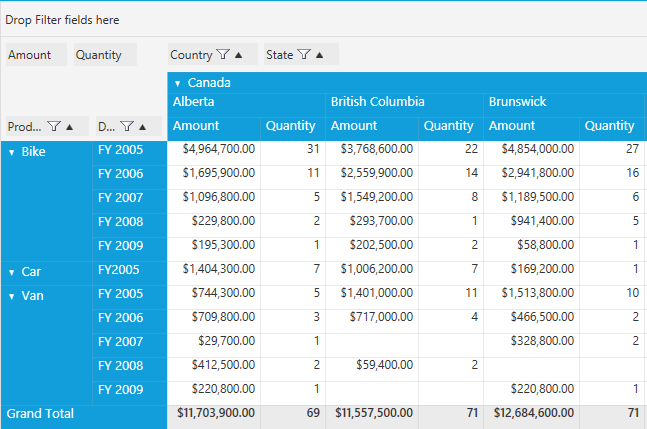 Drop Filter fields here
Amount Quantity Country State
Canada
Alberta British Columbia Brunswick
Prod... D... Amount Quantity Amount Quantity Amount Quantity
Bike FY 2005 $4,964,700.00 31 $3,768,600.00 22 $4,854,000.00 27
FY 2006 $1,695,900.00 11 $2,559,900.00 14 $2,941,800.00 16
FY 2007 $1,096,800.00 5 $1,549,200.00 8 $1,189,500.00 6
FY 2008 $229,800.00 2 $293,700.00 1 $941,400.00 5
FY 2009 $195,300.00 1 $202,500.00 2 $58,800.00 1
Car FY2005 $1,404,300.00 7 $1,006,200.00 7 $169,200.00 1
Van FY 2005 $744,300.00 5 $1,401,000.00 11 $1,513,800.00 10
FY 2006 $709,800.00 3 $717,000.00 4 $466,500.00 2
FY 2007 $29,700.00 1 $328,800.00 2
FY 2008 $412,500.00 2 $59,400.00 2
FY 2009 $220,800.00 1 $220,800.00 1
Grand Total $11,703,900.00 69 $11,557,500.00 71 $12,684,600.00 71